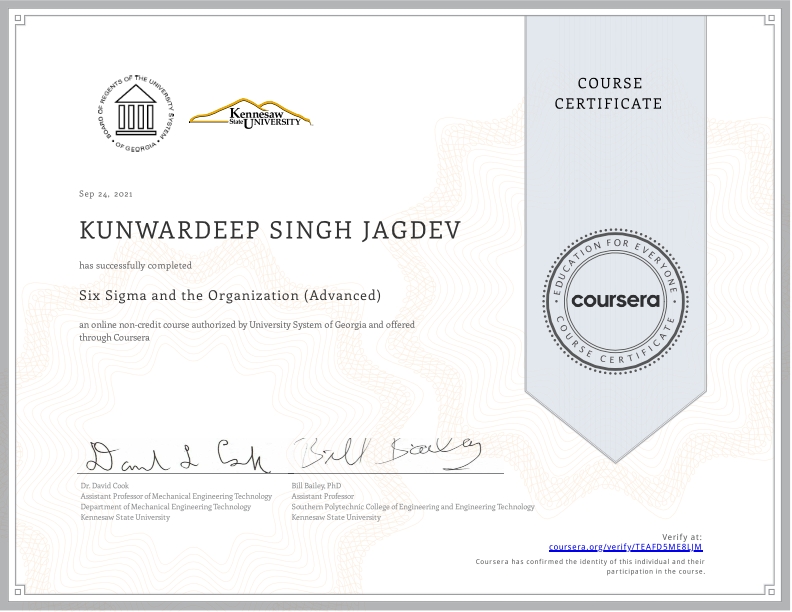 COURSE
CERTIFICATE
BOARD OF REGENTS OF THE UNIVERSITY SYSTEM • OF GEORGIA •
Kennesaw
State UNIVERSITY
Sep 24, 2021
KUNWARDEEP SINGH JAGDEV
has successfully completed
Six Sigma and the Organization (Advanced)
an online non-credit course authorized by University System of Georgia and offered
through Coursera
EDUCATION FOR EVERYONE
coursera
COURSE CERTIFICATE
David L Cook
Bill Bailey
Dr. David Cook
Assistant Professor of Mechanical Engineering Technology
Department of Mechanical Engineering Technology
Kennesaw State University
Bill Bailey, PhD
Assistant Professor
Southern Polytechnic College of Engineering and Engineering Technology
Kennesaw State University
Verify at:
coursera.org/verify/TEAFD5ME8LJM
Coursera has confirmed the identity of this individual and their
participation in the course.